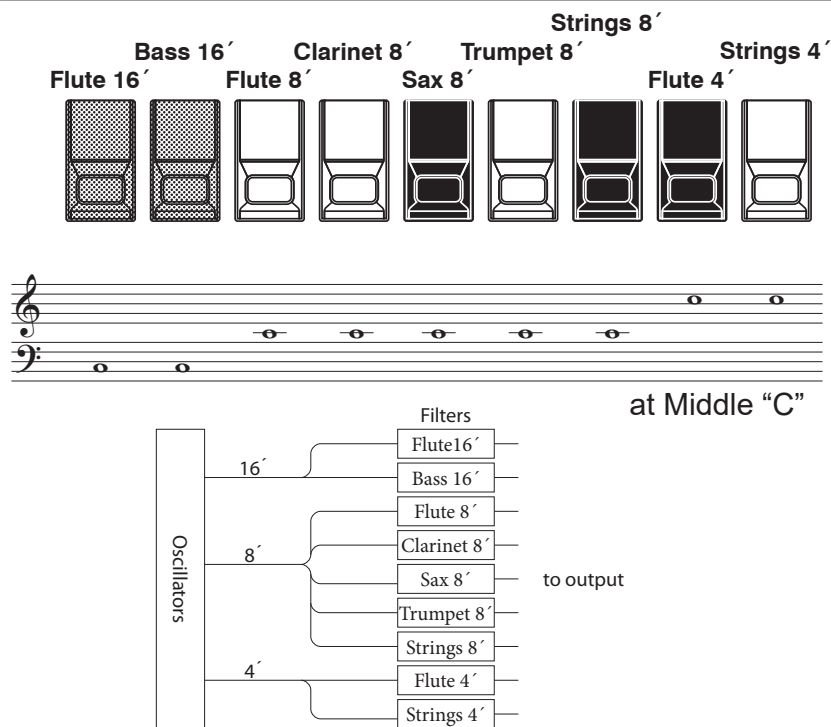 Strings 8´
Bass 16´ Clarinet 8´ Trumpet 8´ Strings 4´
Flute 16´ Flute 8´ Sax 8´ Flute 4´
at Middle “C”
Filters
Flute16´
16´
Bass 16´
Flute 8´
Clarinet 8´
8´
Oscillators
Sax 8´
to output
Trumpet 8´
Strings 8´
4´
Flute 4´
Strings 4´